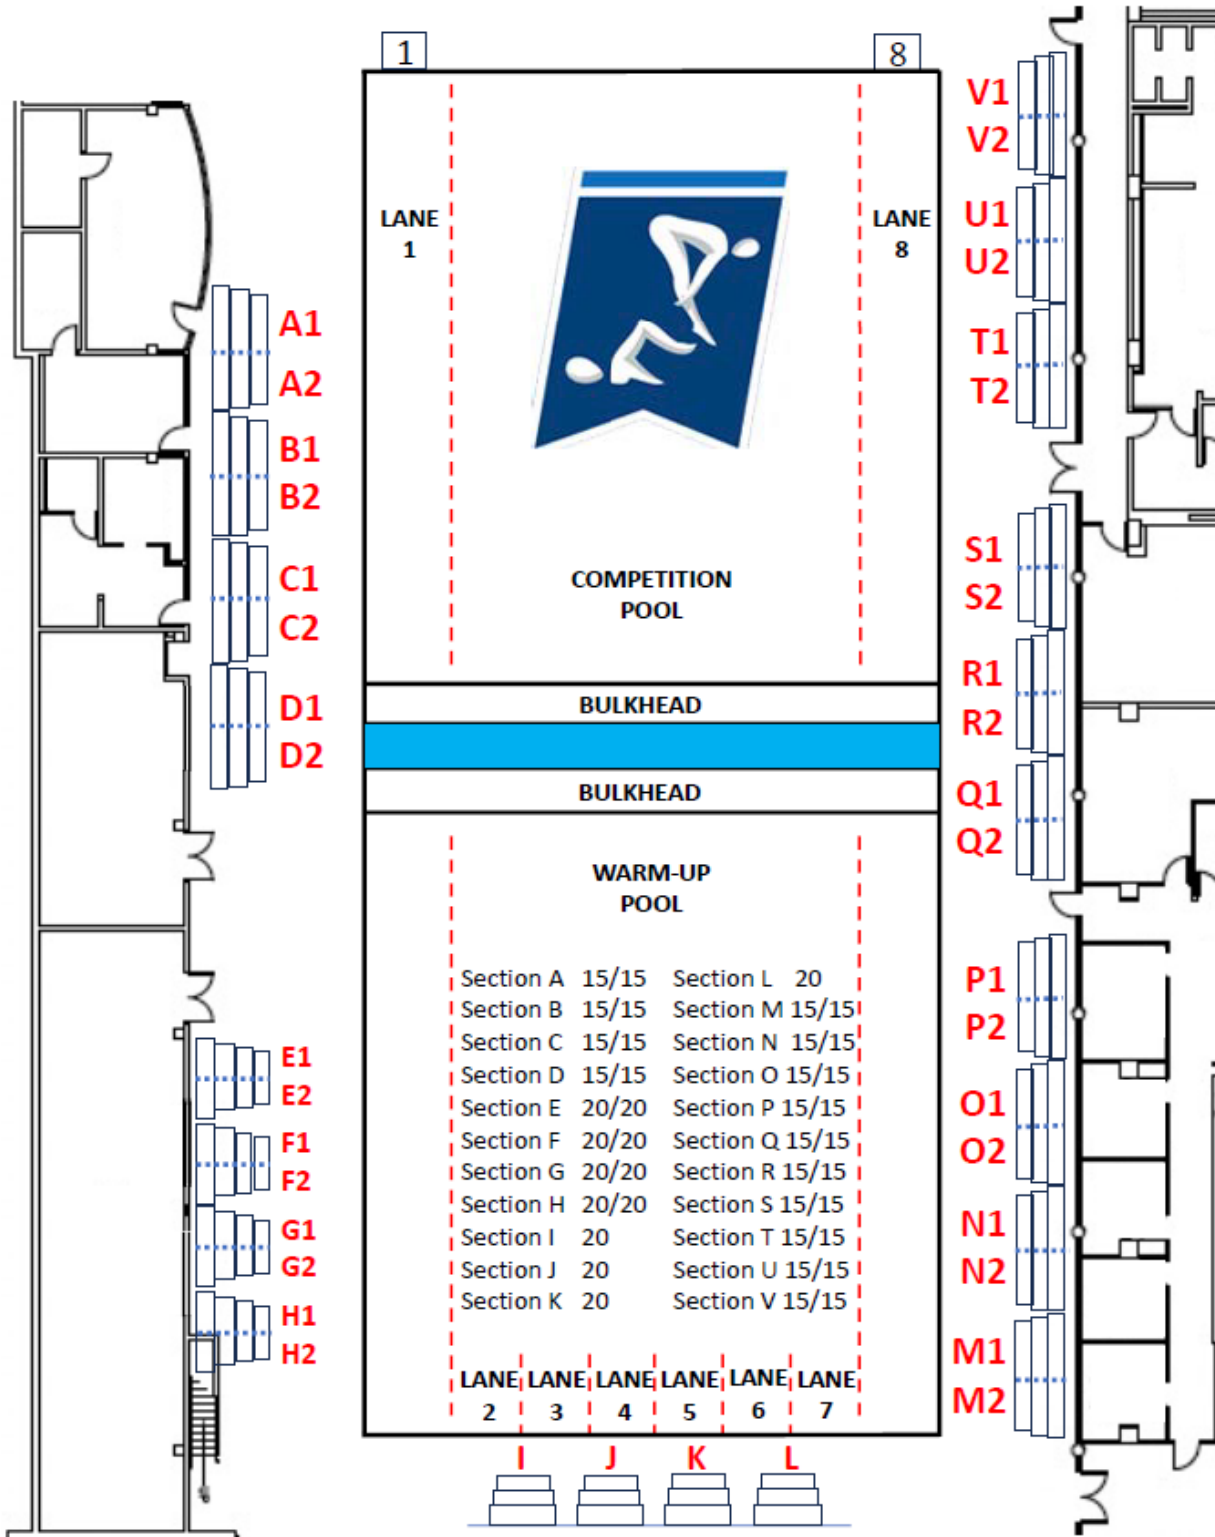 1
8
LANE
1
LANE
8
V1
V2
U1
U2
T1
T2
A1
A2
B1
B2
C1
C2
D1
D2
COMPETITION
POOL
S1
S2
R1
R2
Q1
Q2
BULKHEAD
BULKHEAD
WARM-UP
POOL
Section A 15/15 Section L 20
Section B 15/15 Section M 15/15
Section C 15/15 Section N 15/15
Section D 15/15 Section O 15/15
Section E 20/20 Section P 15/15
Section F 20/20 Section Q 15/15
Section G 20/20 Section R 15/15
Section H 20/20 Section S 15/15
Section I 20 Section T 15/15
Section J 20 Section U 15/15
Section K 20 Section V 15/15
E1
E2
F1
F2
G1
G2
H1
H2
P1
P2
O1
O2
N1
N2
M1
M2
LANE LANE LANE LANE LANE LANE
2 3 4 5 6 7
I J K L